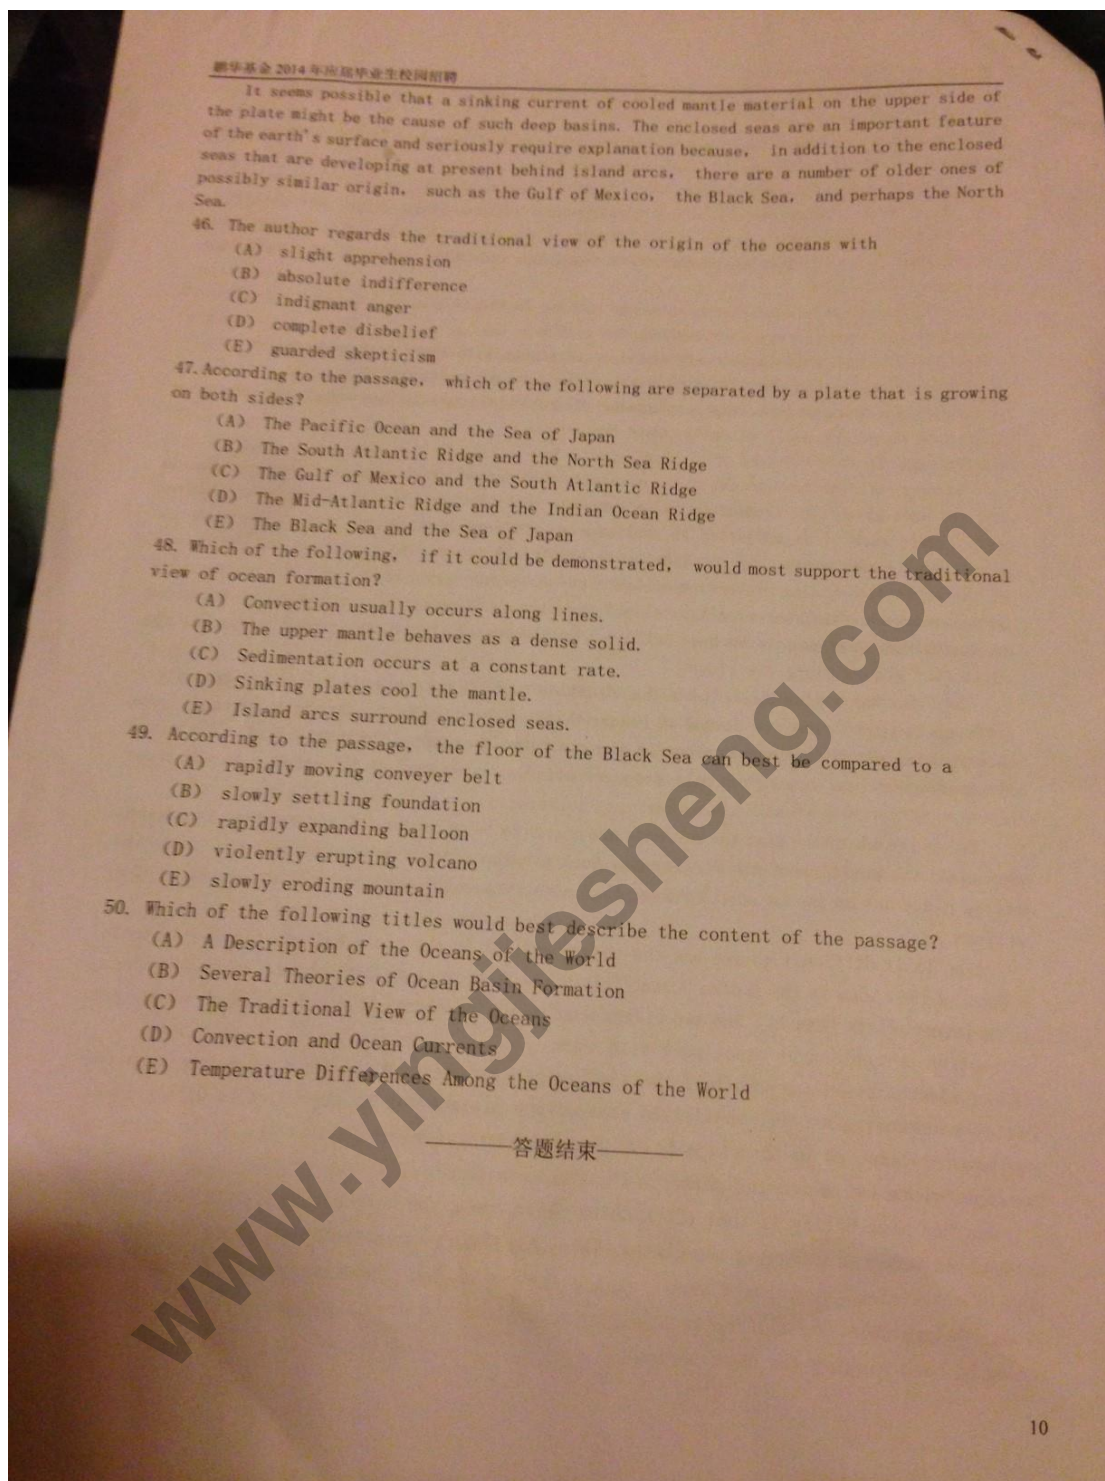 鹏华基金 2014 年应届毕业生校园招聘
It seems possible that a sinking current of cooled mantle material on the upper side of
the plate might be the cause of such deep basins. The enclosed seas are an important feature
of the earth's surface and seriously require explanation because, in addition to the enclosed
seas that are developing at present behind island arcs, there are a number of older ones of
possibly similar origin, such as the Gulf of Mexico, the Black Sea, and perhaps the North
Sea.
46. The author regards the traditional view of the origin of the oceans with
(A) slight apprehension
(B) absolute indifference
(C) indignant anger
(D) complete disbelief
(E) guarded skepticism
47. According to the passage, which of the following are separated by a plate that is growing
on both sides?
(A) The Pacific Ocean and the Sea of Japan
(B) The South Atlantic Ridge and the North Sea Ridge
(C) The Gulf of Mexico and the South Atlantic Ridge
(D) The Mid-Atlantic Ridge and the Indian Ocean Ridge
(E) The Black Sea and the Sea of Japan
48. Which of the following, if it could be demonstrated, would most support the traditional
view of ocean formation?
(A) Convection usually occurs along lines.
(B) The upper mantle behaves as a dense solid.
(C) Sedimentation occurs at a constant rate.
(D) Sinking plates cool the mantle.
(E) Island arcs surround enclosed seas.
49. According to the passage, the floor of the Black Sea can best be compared to a
(A) rapidly moving conveyer belt
(B) slowly settling foundation
(C) rapidly expanding balloon
(D) violently erupting volcano
(E) slowly eroding mountain
50. Which of the following titles would best describe the content of the passage?
(A) A Description of the Oceans of the World
(B) Several Theories of Ocean Basin Formation
(C) The Traditional View of the Oceans
(D) Convection and Ocean Currents
(E) Temperature Differences Among the Oceans of the World
————答题结束————
www.yingjiesheng.com
10